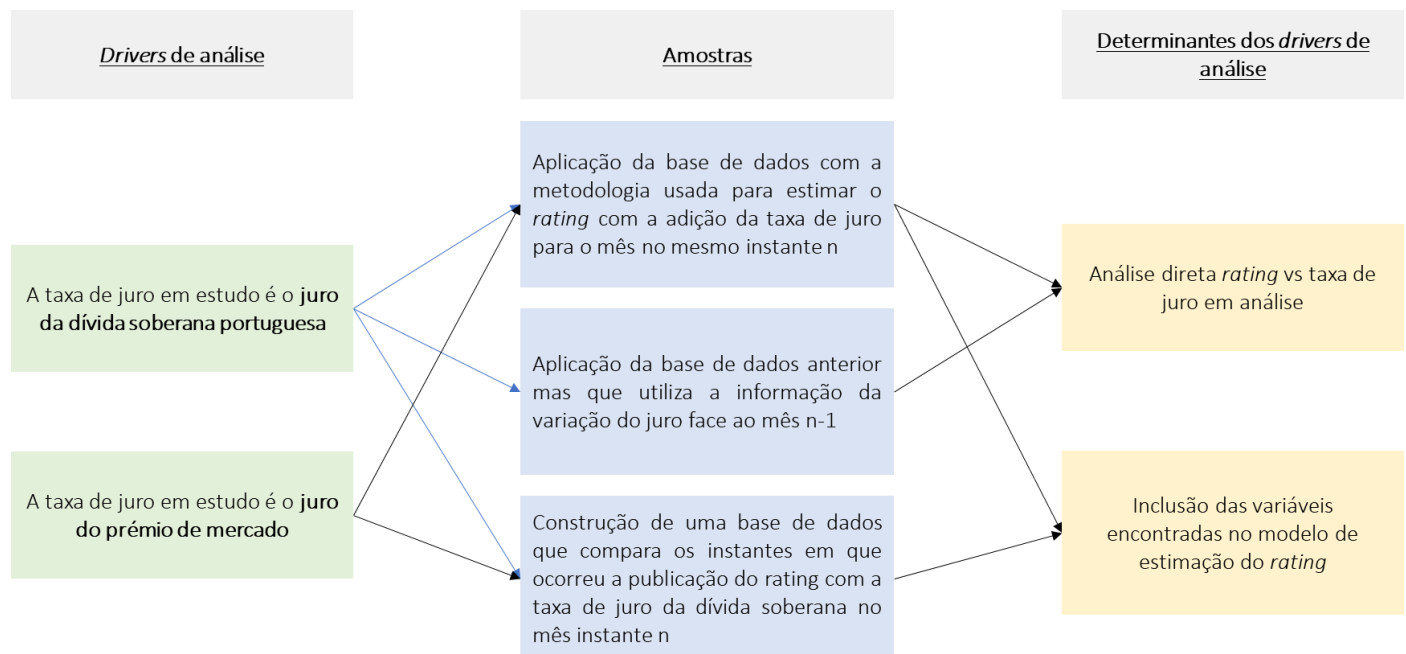 Drivers de análise
Amostras
Determinantes dos drivers de
análise
A taxa de juro em estudo é o juro
da dívida soberana portuguesa
A taxa de juro em estudo é o juro
do prémio de mercado
Aplicação da base de dados com a
metodologia usada para estimar o
rating com a adição da taxa de juro
para o mês no mesmo instante n
Aplicação da base de dados anterior
mas que utiliza a informação da
variação do juro face ao mês n-1
Construção de uma base de dados
que compara os instantes em que
ocorreu a publicação do rating com a
taxa de juro da dívida soberana no
mês instante n
Análise direta rating vs taxa de
juro em análise
Inclusão das variáveis
encontradas no modelo de
estimação do rating